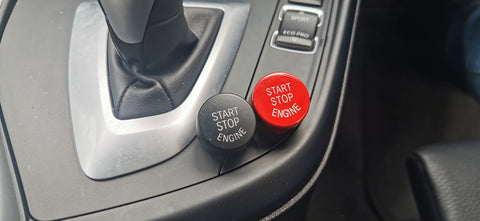 SPORT
ECO PRO
START
STOP
ENGINE
START
STOP
ENGINE